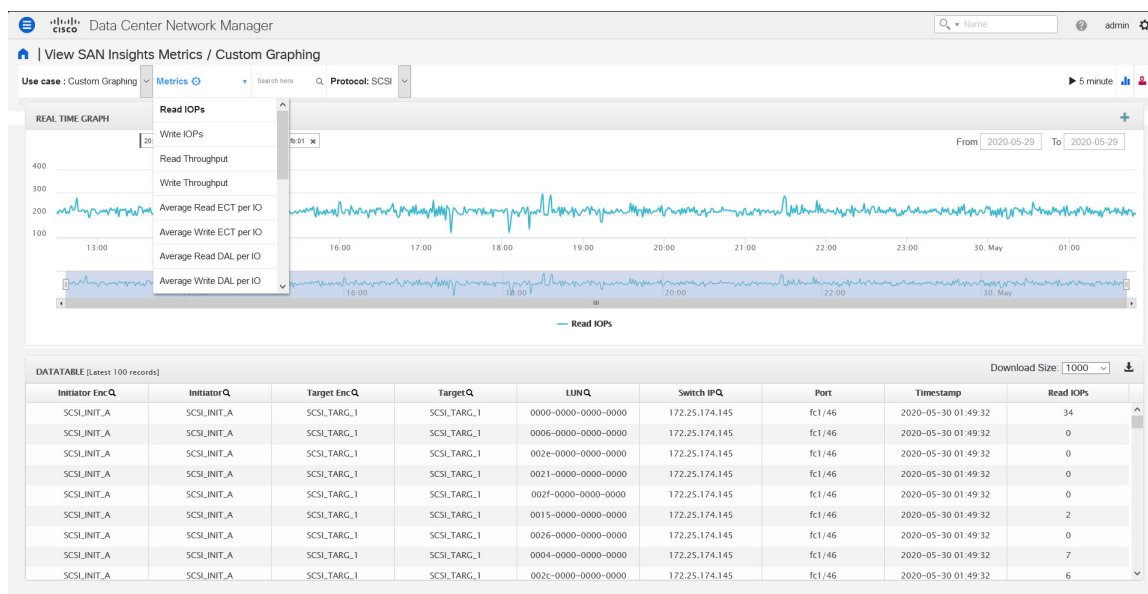 cisco Data Center Network Manager Name admin
| View SAN Insights Metrics / Custom Graphing
Use case : Custom Graphing Metrics Search here Protocol: SCSI 5 minute
Read IOPs
Write IOPs
Read Throughput
Write Throughput
Average Read ECT per IO
Average Write ECT per IO
Average Read DAL per IO
Average Write DAL per IO
REAL TIME GRAPH +
20: fb:01 x From 2020-05-29 To 2020-05-29
400
300
200
100
13:00 16:00 17:00 18:00 19:00 20:00 21:00 22:00 23:00 30. May 01:00
16:00 18:00 20:00 22:00 30. May
Read IOPs
DATATABLE [Latest 100 records] Download Size: 1000
Initiator Enc Initiator Target Enc Target LUN Switch IP Port Timestamp Read IOPs
SCSI_INIT_A SCSI_INIT_A SCSI_TARG_1 SCSI_TARG_1 0000-0000-0000-0000 172.25.174.145 fc1/46 2020-05-30 01:49:32 34
SCSI_INIT_A SCSI_INIT_A SCSI_TARG_1 SCSI_TARG_1 0006-0000-0000-0000 172.25.174.145 fc1/46 2020-05-30 01:49:32 0
SCSI_INIT_A SCSI_INIT_A SCSI_TARG_1 SCSI_TARG_1 002e-0000-0000-0000 172.25.174.145 fc1/46 2020-05-30 01:49:32 0
SCSI_INIT_A SCSI_INIT_A SCSI_TARG_1 SCSI_TARG_1 0021-0000-0000-0000 172.25.174.145 fc1/46 2020-05-30 01:49:32 0
SCSI_INIT_A SCSI_INIT_A SCSI_TARG_1 SCSI_TARG_1 002f-0000-0000-0000 172.25.174.145 fc1/46 2020-05-30 01:49:32 0
SCSI_INIT_A SCSI_INIT_A SCSI_TARG_1 SCSI_TARG_1 0015-0000-0000-0000 172.25.174.145 fc1/46 2020-05-30 01:49:32 2
SCSI_INIT_A SCSI_INIT_A SCSI_TARG_1 SCSI_TARG_1 0026-0000-0000-0000 172.25.174.145 fc1/46 2020-05-30 01:49:32 0
SCSI_INIT_A SCSI_INIT_A SCSI_TARG_1 SCSI_TARG_1 0004-0000-0000-0000 172.25.174.145 fc1/46 2020-05-30 01:49:32 7
SCSI_INIT_A SCSI_INIT_A SCSI_TARG_1 SCSI_TARG_1 002c-0000-0000-0000 172.25.174.145 fc1/46 2020-05-30 01:49:32 6